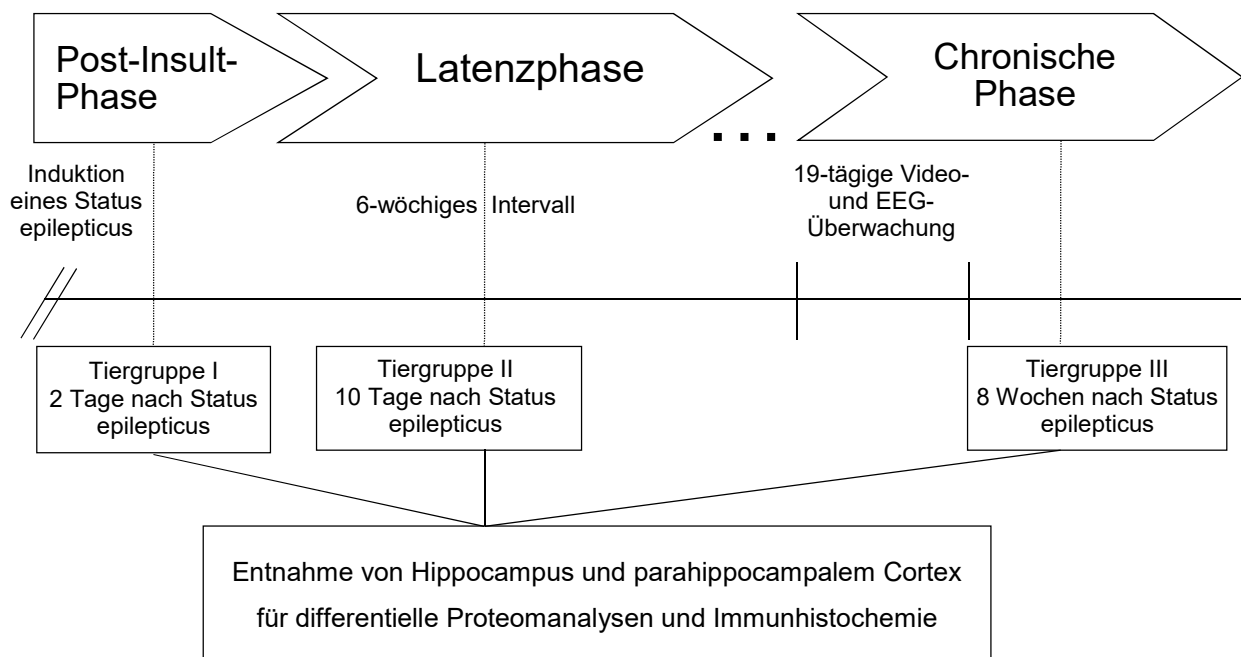 Post-Insult-
Phase
Latenzphase
...
Chronische
Phase
Induktion
eines Status
epilepticus
6-wöchiges Intervall
19-tägige Video-
und EEG-
Überwachung
Tiergruppe I
2 Tage nach Status
epilepticus
Tiergruppe II
10 Tage nach Status
epilepticus
Tiergruppe III
8 Wochen nach Status
epilepticus
Entnahme von Hippocampus und parahippocampalem Cortex
für differentielle Proteomanalysen und Immunhistochemie